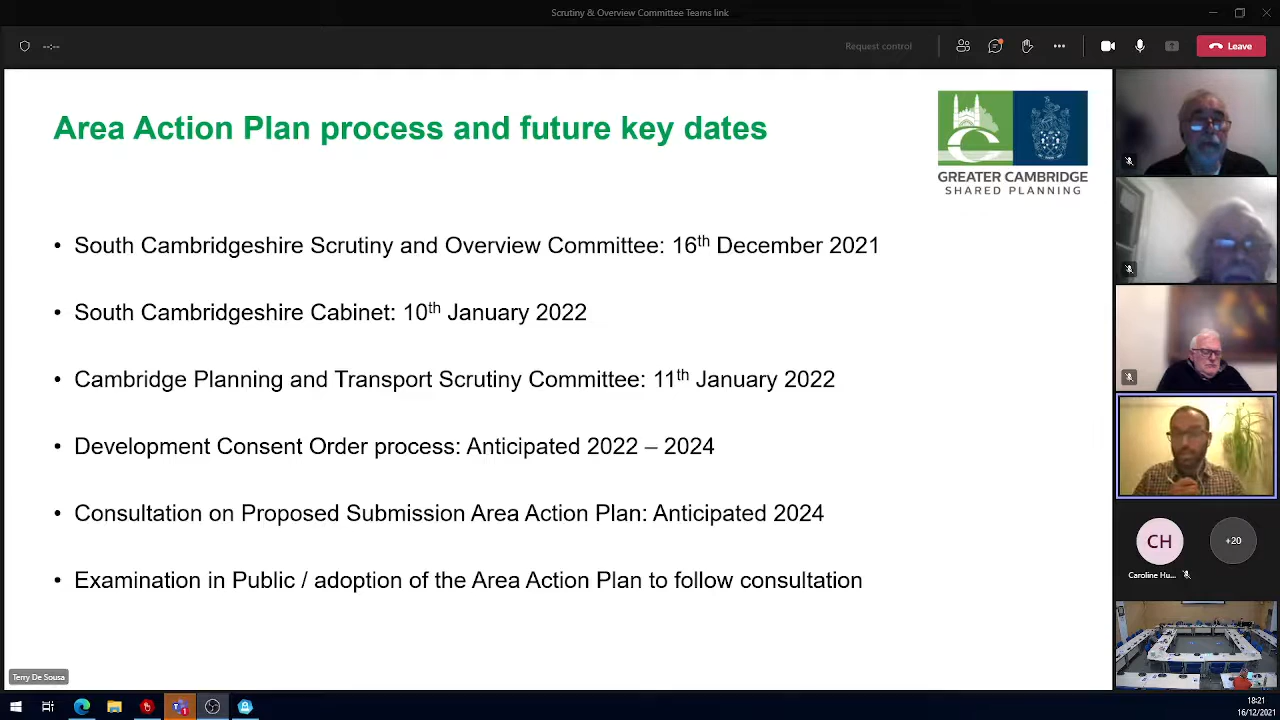 Scrutiny & Overview Committee Teams link
--:--
Request control
Leave
Area Action Plan process and future key dates
GREATER CAMBRIDGE
SHARED PLANNING
• South Cambridgeshire Scrutiny and Overview Committee: 16th December 2021
• South Cambridgeshire Cabinet: 10th January 2022
• Cambridge Planning and Transport Scrutiny Committee: 11th January 2022
• Development Consent Order process: Anticipated 2022 – 2024
• Consultation on Proposed Submission Area Action Plan: Anticipated 2024
• Examination in Public / adoption of the Area Action Plan to follow consultation
CH
+20
Caroline Hu...
Terry De Sousa
18:21
16/12/2021